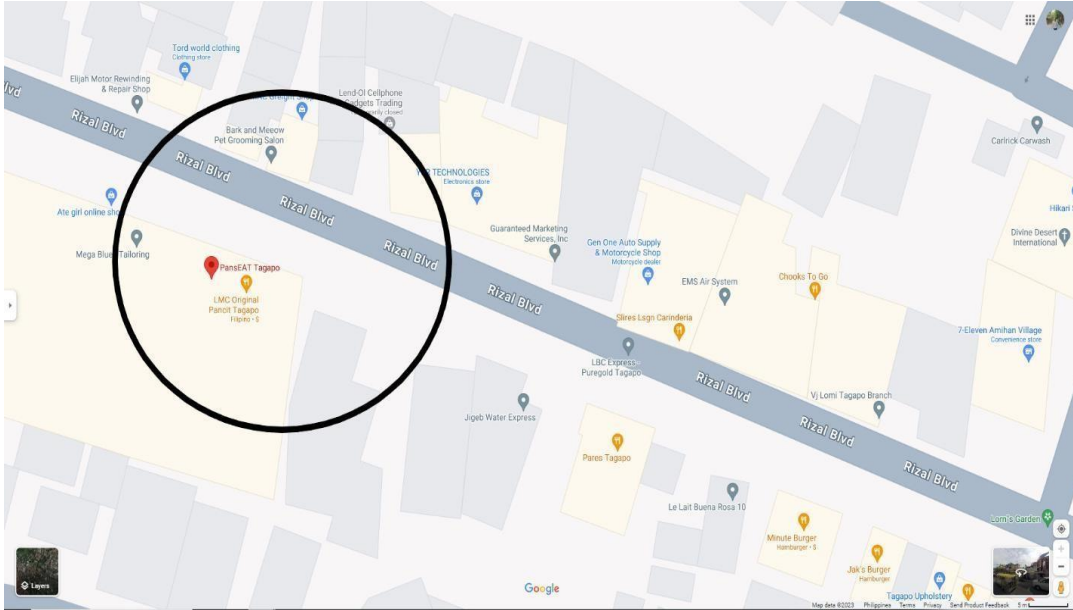 Tord world clothing
Clothing store
Elijah Motor Rewinding
& Repair Shop
lvd
Rizal Blvd
Lend-Ol Cellphone
Gadgets Trading
Bark and Meeow
Pet Grooming Salon
Rizal Blvd
TECHNOLOGIES
Electronics store
Rizal Blvd
Ate girl online sho
Mega Blue Tailoring
Rizal Blvd
PansEAT Tagapo
LMC Original
Pancit Tagapo
Filipino • $
Guaranteed Marketing
Services, Inc
Gen One Auto Supply
& Motorcycle Shop
Motorcycle dealer
EMS Air System
Chooks To Go
Carlrick Carwash
Hikari
Divine Desert
International
Rizal Blvd
Slires Lsgn Carinderia
7-Eleven Amihan Village
Convenience store
LBC Express -
Puregold Tagapo
Rizal Blvd
Vj Lomi Tagapo Branch
Jigeb Water Express
Rizal Blvd
Pares Tagapo
Rizal Blvd
Le Lait Buena Rosa 10
Lorn's Garden
Minute Burger
Hamburger • $
Jak's Burger
Hamburger
Tagapo Upholstery
Layers
Google
Map data ©2023 Philippines Terms Privacy Send Product Feedback 5 m